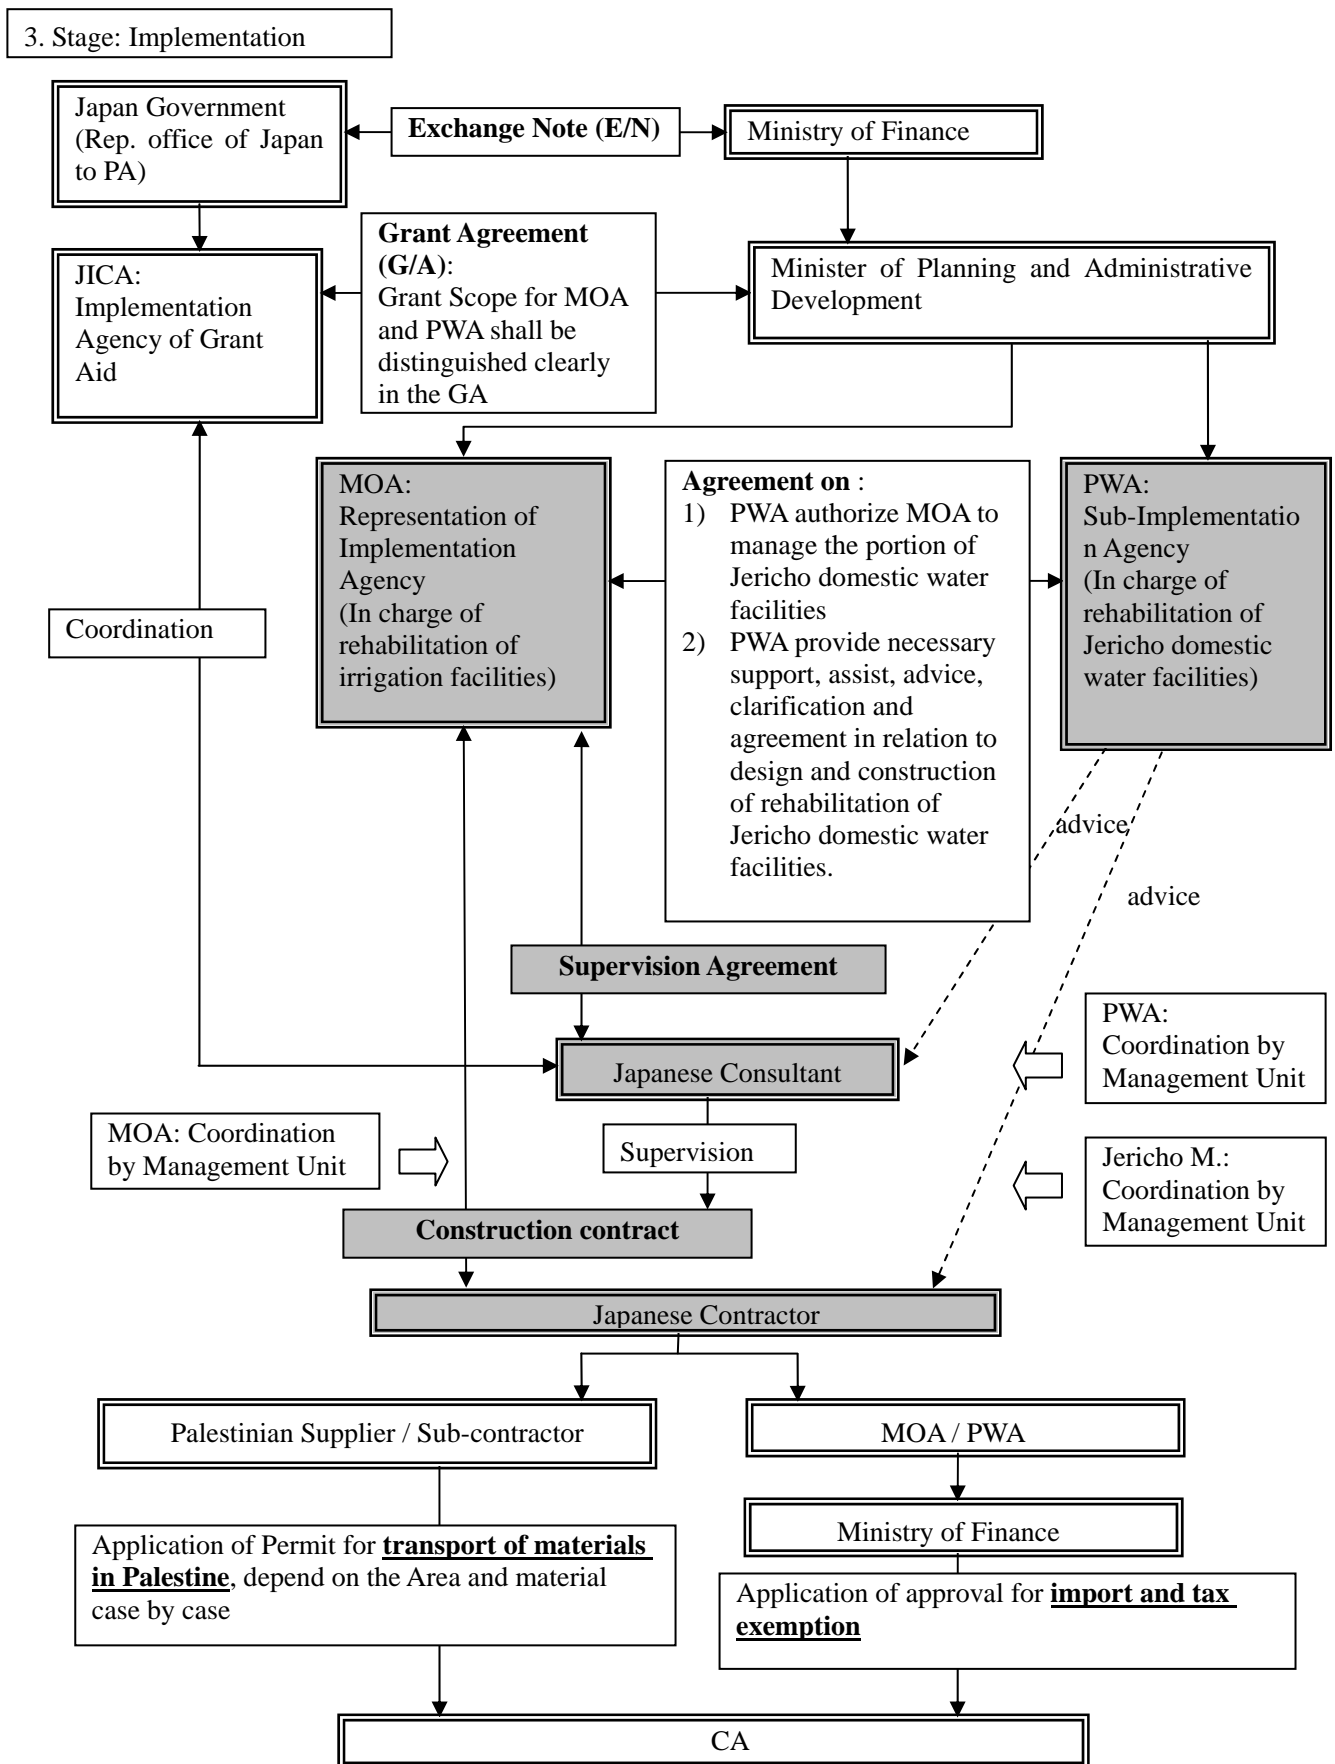 3. Stage: Implementation
Japan Government
(Rep. office of Japan
to PA)
Exchange Note (E/N)
Ministry of Finance
JICA:
Implementation
Agency of Grant
Aid
Grant Agreement
(G/A):
Grant Scope for MOA
and PWA shall be
distinguished clearly
in the GA
Minister of Planning and Administrative
Development
MOA:
Representation of
Implementation
Agency
(In charge of
rehabilitation of
irrigation facilities)
Agreement on :
1) PWA authorize MOA to
manage the portion of
Jericho domestic water
facilities
2) PWA provide necessary
support, assist, advice,
clarification and
agreement in relation to
design and construction
of rehabilitation of
Jericho domestic water
facilities.
PWA:
Sub-Implementatio
n Agency
(In charge of
rehabilitation of
Jericho domestic
water facilities)
Coordination
advice
advice
Supervision Agreement
Japanese Consultant
PWA:
Coordination by
Management Unit
MOA: Coordination
by Management Unit
Supervision
Jericho M.:
Coordination by
Management Unit
Construction contract
Japanese Contractor
Palestinian Supplier / Sub-contractor
MOA / PWA
Ministry of Finance
Application of Permit for transport of materials
in Palestine, depend on the Area and material
case by case
Application of approval for import and tax
exemption
CA